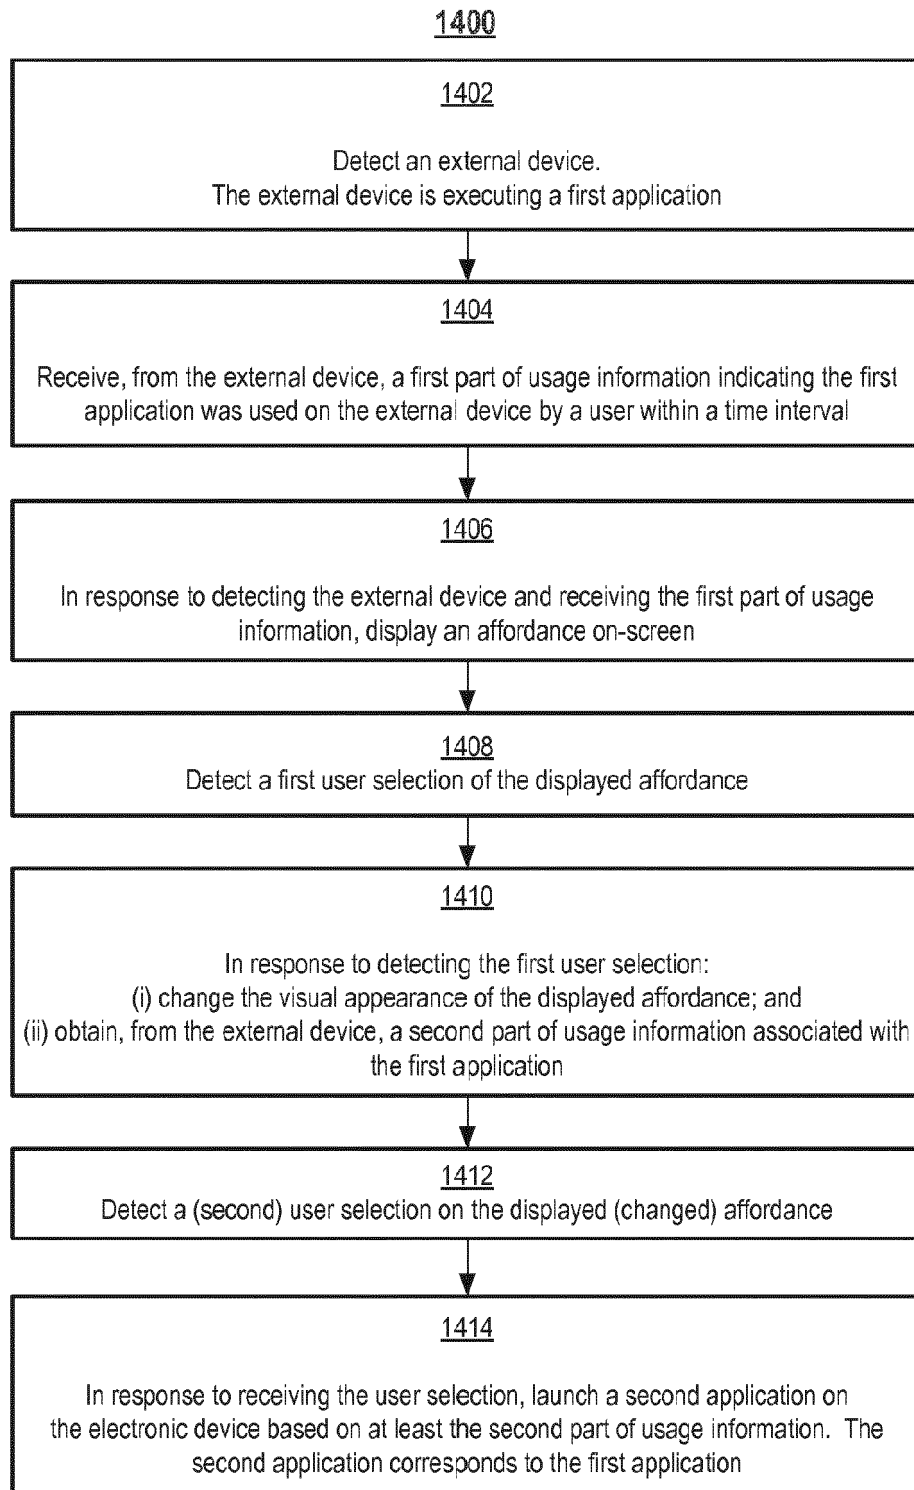 1400
1402
Detect an external device.
The external device is executing a first application
1404
Receive, from the external device, a first part of usage information indicating the first
application was used on the external device by a user within a time interval
1406
In response to detecting the external device and receiving the first part of usage
information, display an affordance on-screen
1408
Detect a first user selection of the displayed affordance
1410
In response to detecting the first user selection:
(i) change the visual appearance of the displayed affordance; and
(ii) obtain, from the external device, a second part of usage information associated with
the first application
1412
Detect a (second) user selection on the displayed (changed) affordance
1414
In response to receiving the user selection, launch a second application on
the electronic device based on at least the second part of usage information. The
second application corresponds to the first application